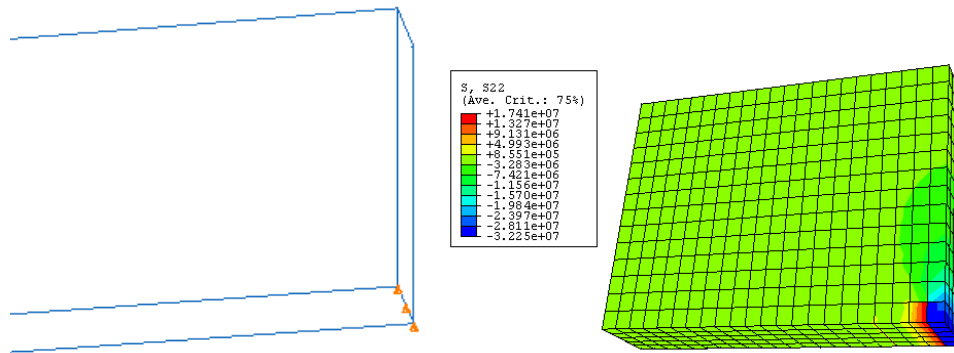 S, S22
(Ave. Crit.: 75%)
+1.741e+07
+1.327e+07
+9.131e+06
+4.993e+06
+8.551e+05
-3.283e+06
-7.421e+06
-1.156e+07
-1.570e+07
-1.984e+07
-2.397e+07
-2.811e+07
-3.225e+07